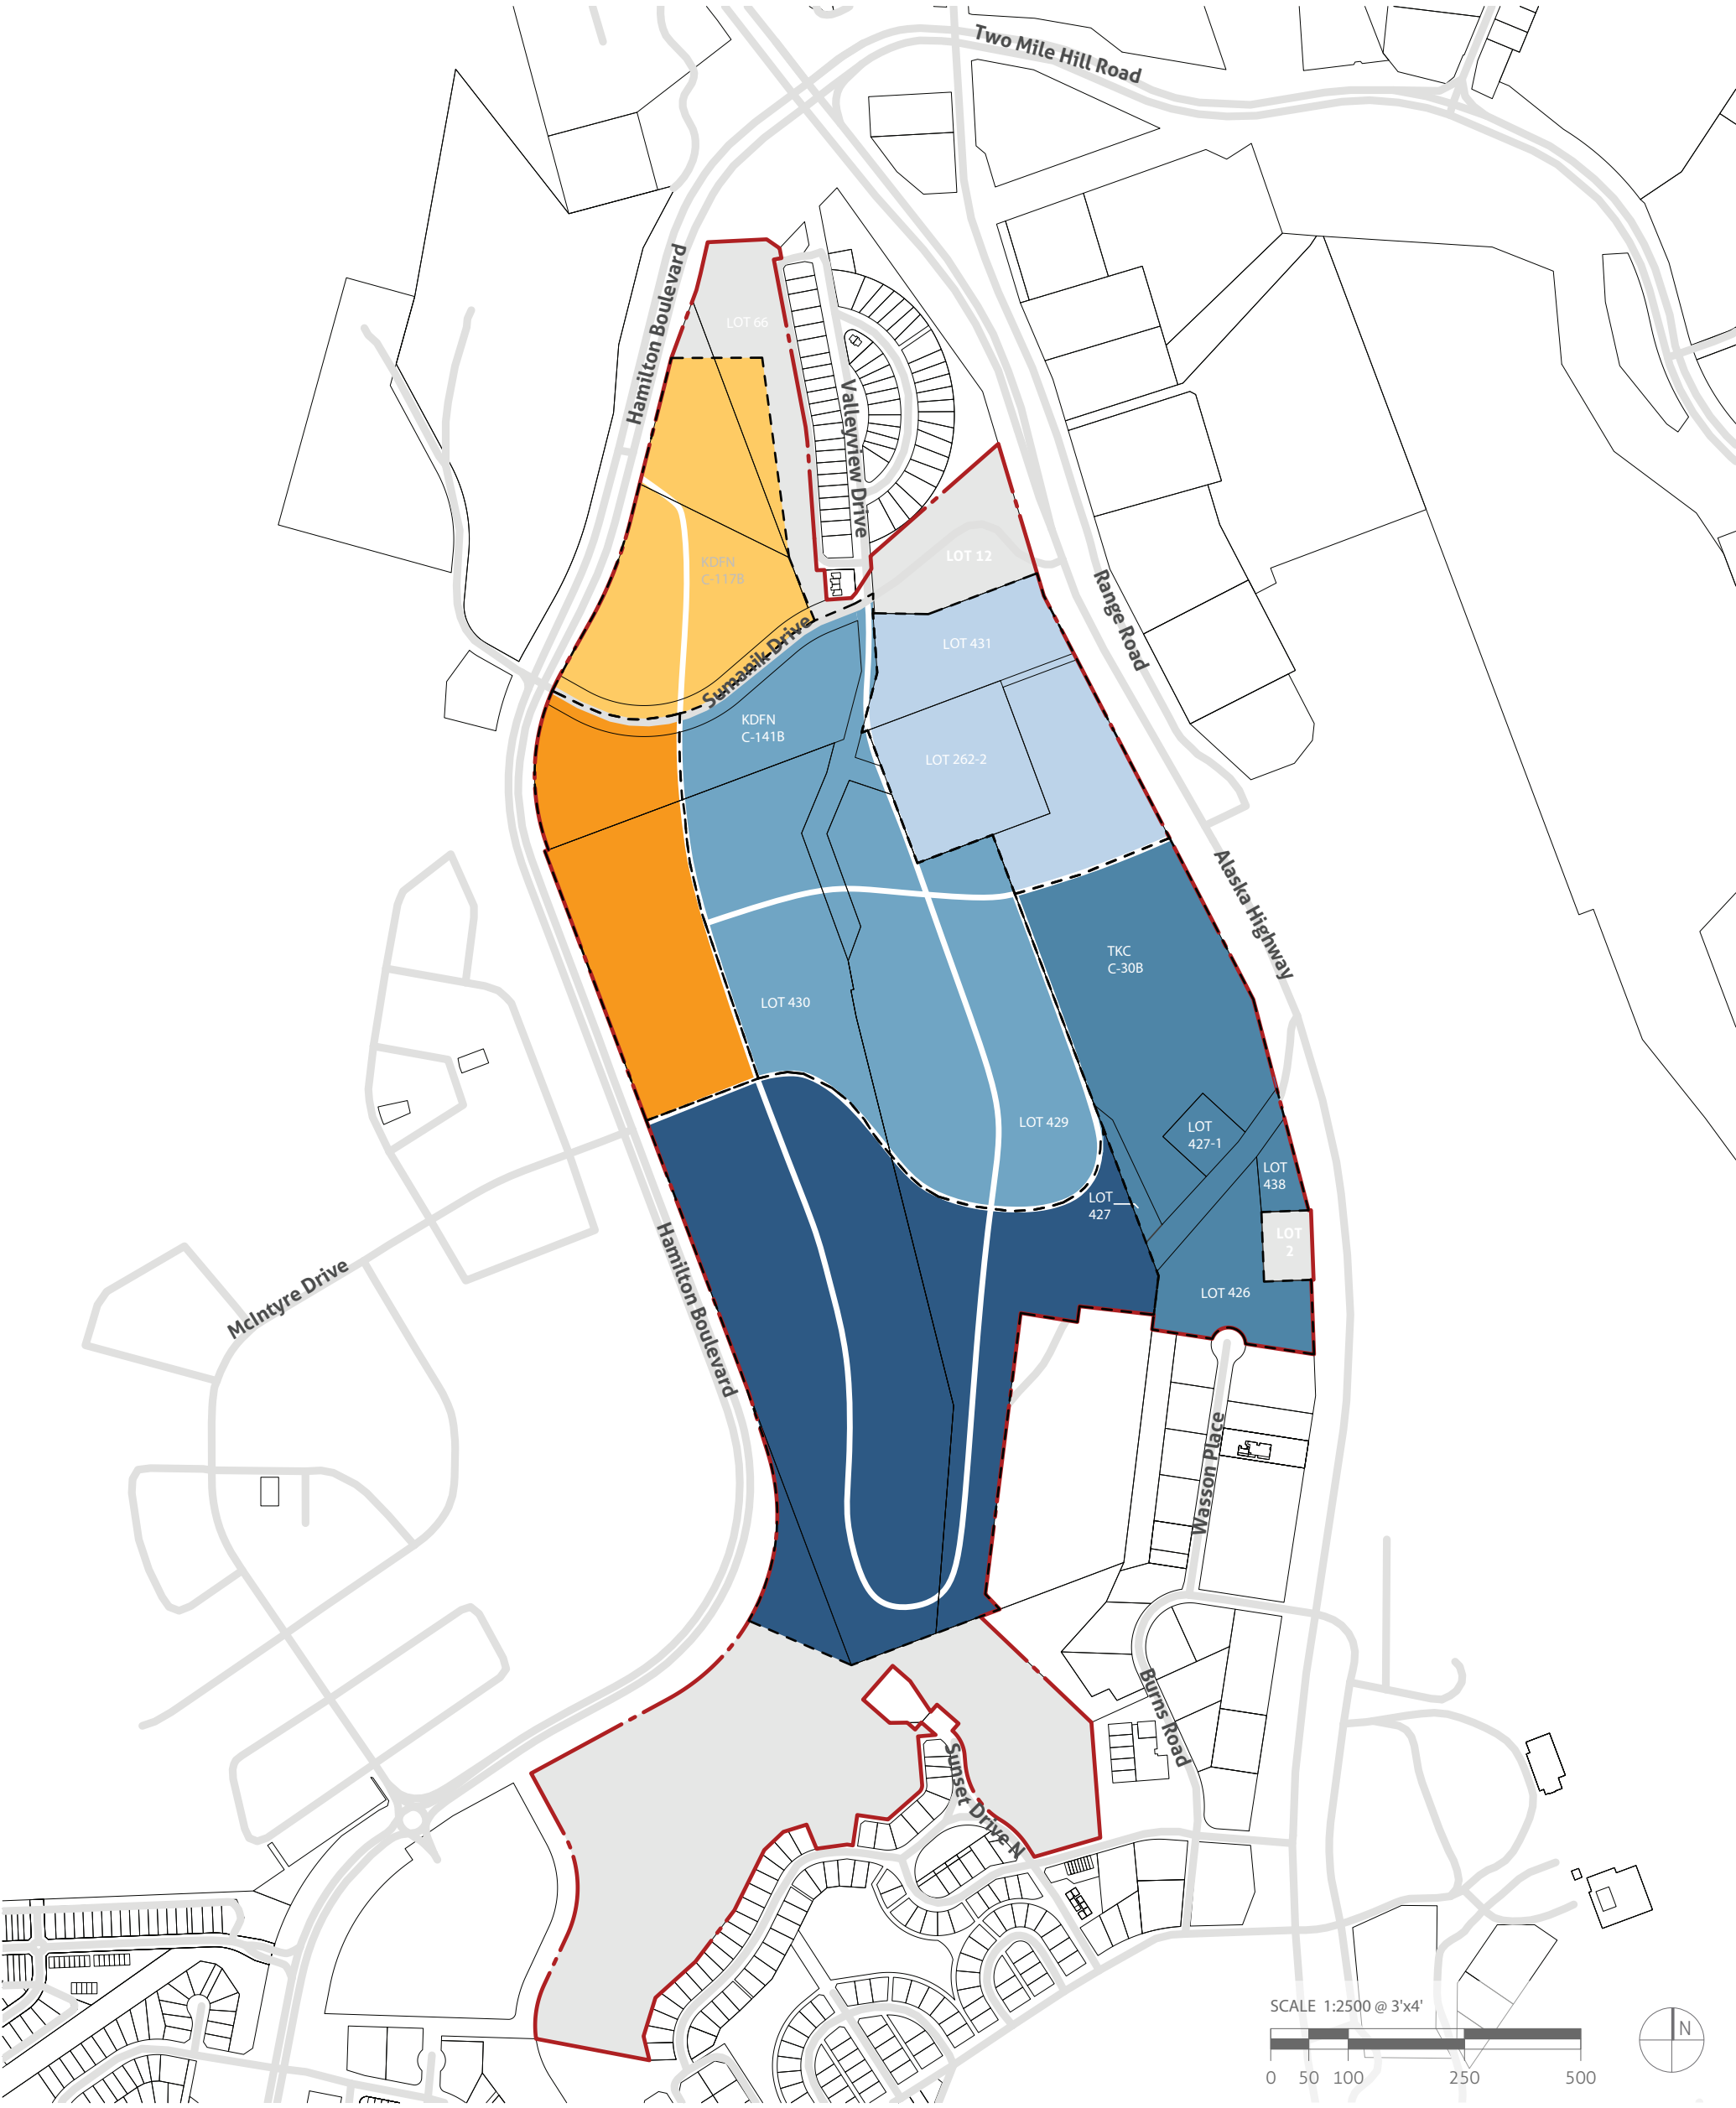 Two Mile Hill Road
Hamilton Boulevard
LOT 66
Valleyview Drive
LOT 12
KDFN
C-117B
Range Road
Sumanik Drive
LOT 431
KDFN
C-141B
LOT 262-2
Alaska Highway
TKC
C-30B
LOT 430
LOT 429
LOT
427-1
LOT
438
LOT
427
LOT
2
LOT 426
McIntyre Drive
Hamilton Boulevard
Wasson Place
Burns Road
Sunset Drive N
SCALE 1:2500 @ 3'x4'
N
0 50 100 250 500